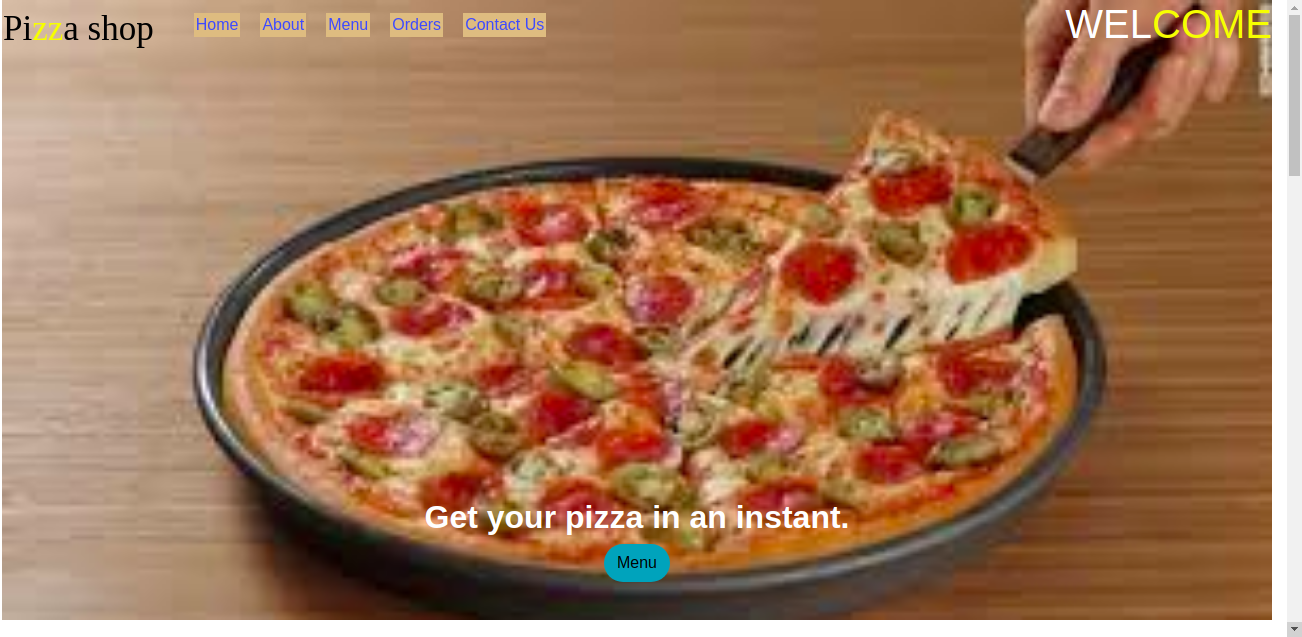 Pizza shop
Home About Menu Orders Contact Us
WELCOME
Get your pizza in an instant.
Menu